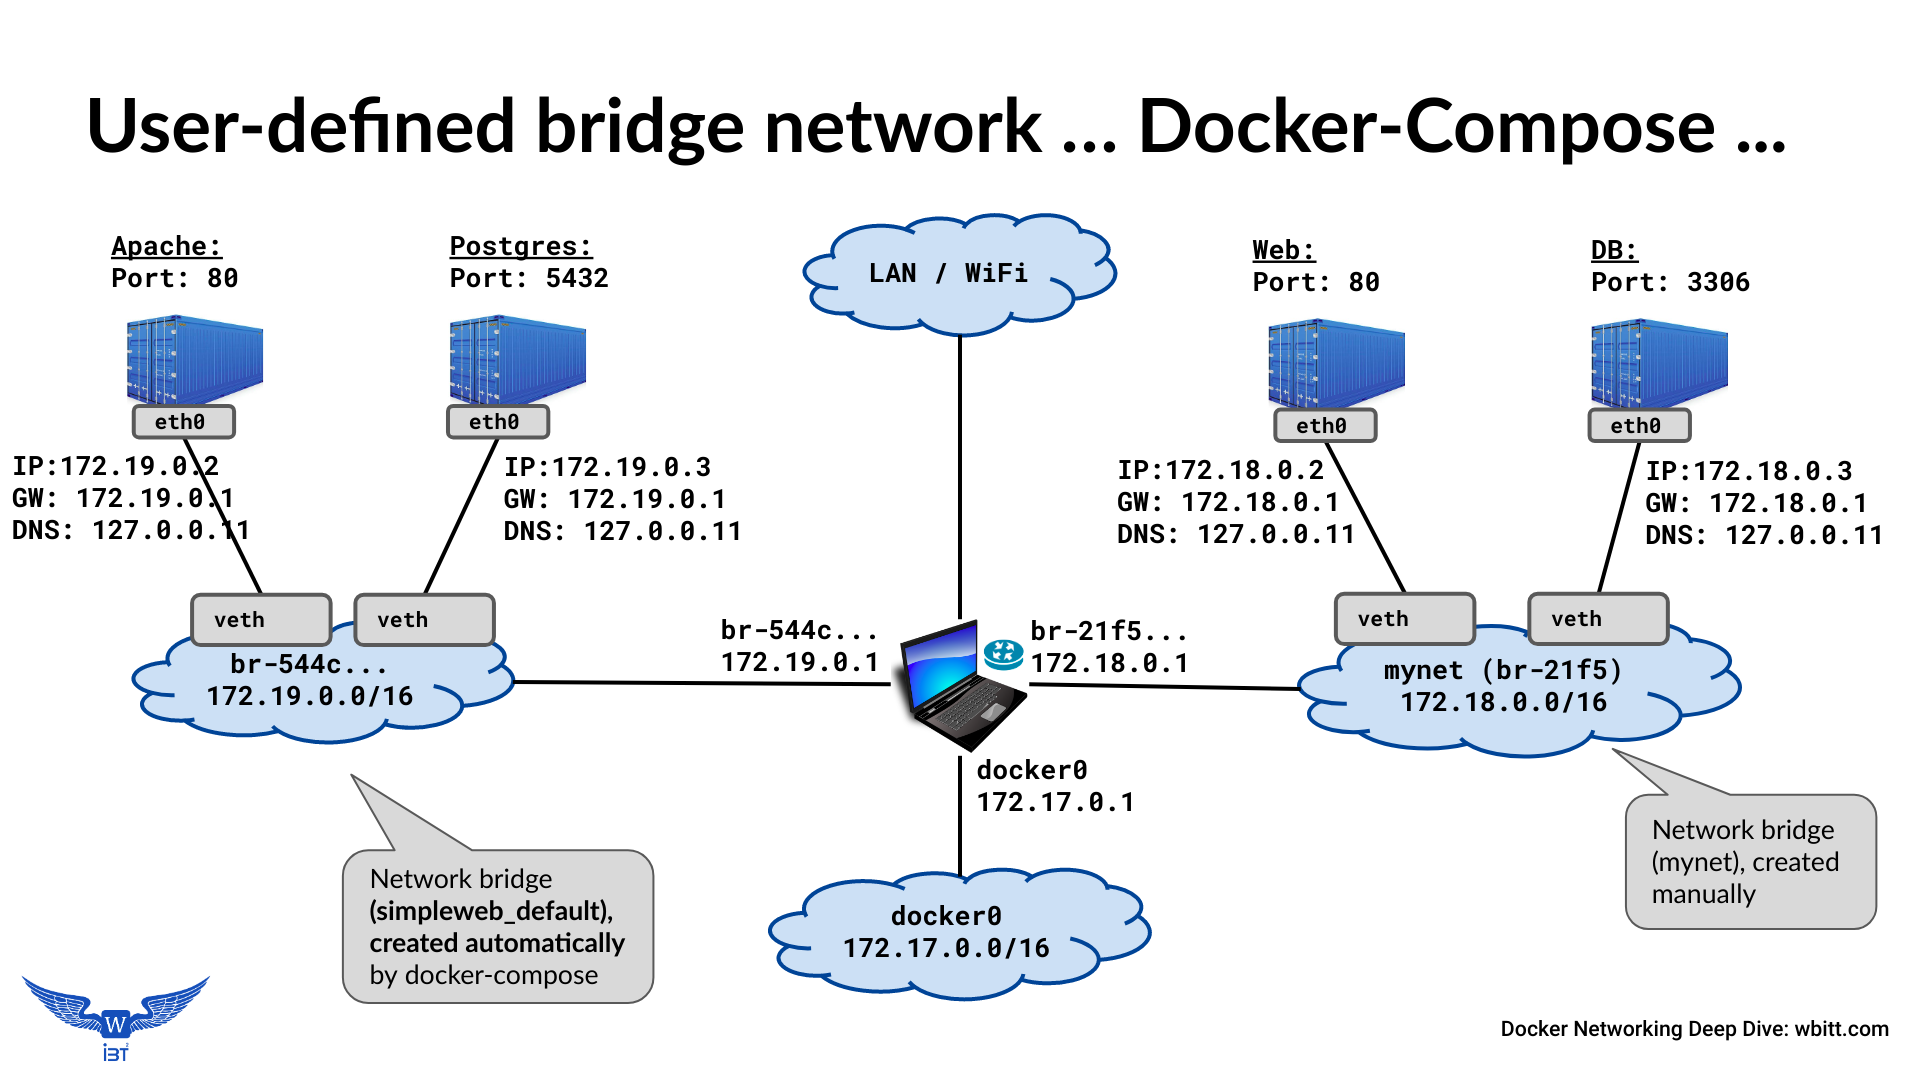 User-defined bridge network ... Docker-Compose ...
Apache:
Port: 80
Postgres:
Port: 5432
LAN / WiFi
Web:
Port: 80
DB:
Port: 3306
eth0
eth0
eth0
eth0
IP:172.19.0.2
GW: 172.19.0.1
DNS: 127.0.0.11
IP:172.19.0.3
GW: 172.19.0.1
DNS: 127.0.0.11
IP:172.18.0.2
GW: 172.18.0.1
DNS: 127.0.0.11
IP:172.18.0.3
GW: 172.18.0.1
DNS: 127.0.0.11
veth
veth
veth
veth
br-544c...
172.19.0.0/16
br-544c...
172.19.0.1
br-21f5...
172.18.0.1
mynet (br-21f5)
172.18.0.0/16
docker0
172.17.0.1
docker0
172.17.0.0/16
Network bridge
(simpleweb_default),
created automatically
by docker-compose
Network bridge
(mynet), created
manually
W
iBT²
Docker Networking Deep Dive: wbitt.com